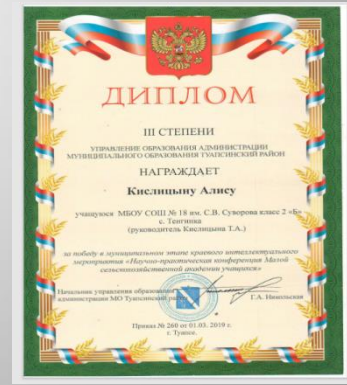 ДИПЛОМ
III СТЕПЕНИ
УПРАВЛЕНИЕ ОБРАЗОВАНИЯ АДМИНИСТРАЦИИ
МУНИЦИПАЛЬНОГО ОБРАЗОВАНИЯ ТУАПСИНСКИЙ РАЙОН
НАГРАЖДАЕТ
Кислицыну Алису
учащуюся МБОУ СОШ № 18 им. С.В. Суворова класс 2 «Б»
с. Тенгинка
(руководитель Кислицына Т.А.)
за победу в муниципальном этапе краевого интеллектуального
мероприятия «Научно-практическая конференция Малой
сельскохозяйственной академии учащихся»
Начальник управления образования
администрации МО Туапсинский район
Г.А. Никольская
Приказ № 260 от 01.03. 2019 г.
г. Туапсе.